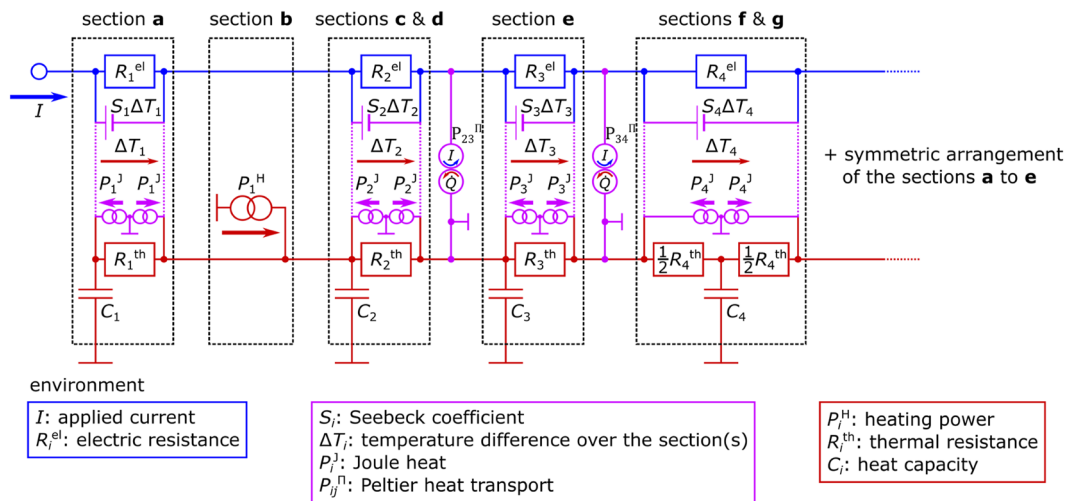 section a
section b
sections c & d
section e
sections f & g
R₁ᵉˡ
R₂ᵉˡ
R₃ᵉˡ
R₄ᵉˡ
I
S₁ΔT₁
S₂ΔT₂
S₃ΔT₃
S₄ΔT₄
P₂₃ᴨ
P₃₄ᴨ
ΔT₁
ΔT₂
ΔT₃
ΔT₄
I
Q̇
I
Q̇
+ symmetric arrangement
of the sections a to e
P₁ᴶ P₁ᴶ
P₁ᴴ
P₂ᴶ P₂ᴶ
P₃ᴶ P₃ᴶ
P₄ᴶ P₄ᴶ
R₁ᵗʰ
R₂ᵗʰ
R₃ᵗʰ
½R₄ᵗʰ
½R₄ᵗʰ
C₁
C₂
C₃
C₄
environment
I: applied current
Rᵢᵉˡ: electric resistance
Sᵢ: Seebeck coefficient
ΔTᵢ: temperature difference over the section(s)
Pᵢᴶ: Joule heat
Pᵢⱼᴨ: Peltier heat transport
Pᵢᴴ: heating power
Rᵢᵗʰ: thermal resistance
Cᵢ: heat capacity